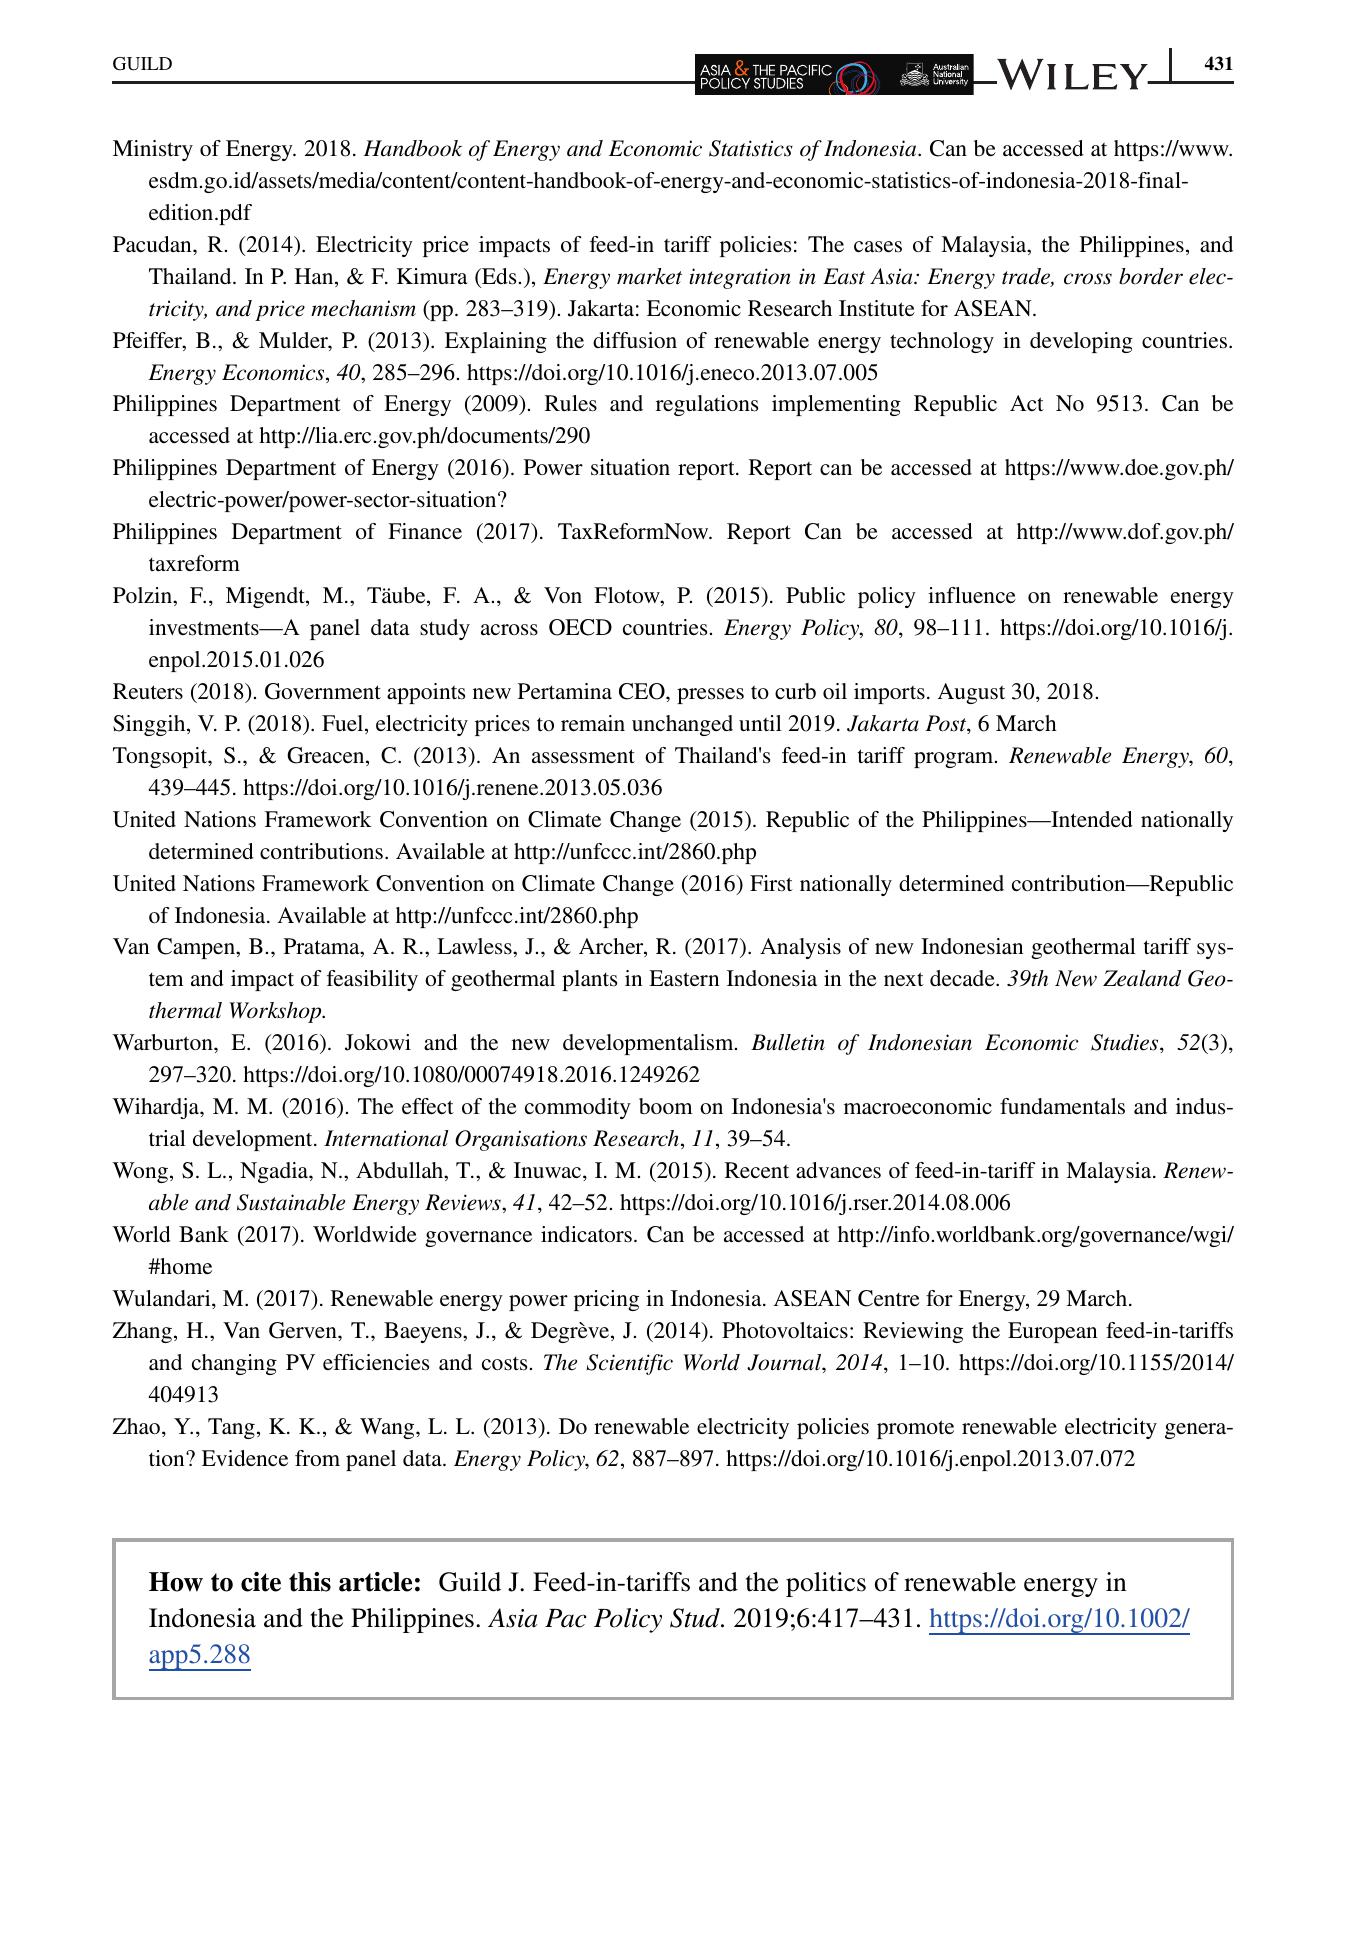 GUILD
ASIA & THE PACIFIC
POLICY STUDIES
Australian
National
University
WILEY
431
Ministry of Energy. 2018. Handbook of Energy and Economic Statistics of Indonesia. Can be accessed at https://www.
esdm.go.id/assets/media/content/content-handbook-of-energy-and-economic-statistics-of-indonesia-2018-final-
edition.pdf
Pacudan, R. (2014). Electricity price impacts of feed-in tariff policies: The cases of Malaysia, the Philippines, and
Thailand. In P. Han, & F. Kimura (Eds.), Energy market integration in East Asia: Energy trade, cross border elec-
tricity, and price mechanism (pp. 283–319). Jakarta: Economic Research Institute for ASEAN.
Pfeiffer, B., & Mulder, P. (2013). Explaining the diffusion of renewable energy technology in developing countries.
Energy Economics, 40, 285–296. https://doi.org/10.1016/j.eneco.2013.07.005
Philippines Department of Energy (2009). Rules and regulations implementing Republic Act No 9513. Can be
accessed at http://lia.erc.gov.ph/documents/290
Philippines Department of Energy (2016). Power situation report. Report can be accessed at https://www.doe.gov.ph/
electric-power/power-sector-situation?
Philippines Department of Finance (2017). TaxReformNow. Report Can be accessed at http://www.dof.gov.ph/
taxreform
Polzin, F., Migendt, M., Täube, F. A., & Von Flotow, P. (2015). Public policy influence on renewable energy
investments—A panel data study across OECD countries. Energy Policy, 80, 98–111. https://doi.org/10.1016/j.
enpol.2015.01.026
Reuters (2018). Government appoints new Pertamina CEO, presses to curb oil imports. August 30, 2018.
Singgih, V. P. (2018). Fuel, electricity prices to remain unchanged until 2019. Jakarta Post, 6 March
Tongsopit, S., & Greacen, C. (2013). An assessment of Thailand's feed-in tariff program. Renewable Energy, 60,
439–445. https://doi.org/10.1016/j.renene.2013.05.036
United Nations Framework Convention on Climate Change (2015). Republic of the Philippines—Intended nationally
determined contributions. Available at http://unfccc.int/2860.php
United Nations Framework Convention on Climate Change (2016) First nationally determined contribution—Republic
of Indonesia. Available at http://unfccc.int/2860.php
Van Campen, B., Pratama, A. R., Lawless, J., & Archer, R. (2017). Analysis of new Indonesian geothermal tariff sys-
tem and impact of feasibility of geothermal plants in Eastern Indonesia in the next decade. 39th New Zealand Geo-
thermal Workshop.
Warburton, E. (2016). Jokowi and the new developmentalism. Bulletin of Indonesian Economic Studies, 52(3),
297–320. https://doi.org/10.1080/00074918.2016.1249262
Wihardja, M. M. (2016). The effect of the commodity boom on Indonesia's macroeconomic fundamentals and indus-
trial development. International Organisations Research, 11, 39–54.
Wong, S. L., Ngadia, N., Abdullah, T., & Inuwac, I. M. (2015). Recent advances of feed-in-tariff in Malaysia. Renew-
able and Sustainable Energy Reviews, 41, 42–52. https://doi.org/10.1016/j.rser.2014.08.006
World Bank (2017). Worldwide governance indicators. Can be accessed at http://info.worldbank.org/governance/wgi/
#home
Wulandari, M. (2017). Renewable energy power pricing in Indonesia. ASEAN Centre for Energy, 29 March.
Zhang, H., Van Gerven, T., Baeyens, J., & Degrève, J. (2014). Photovoltaics: Reviewing the European feed-in-tariffs
and changing PV efficiencies and costs. The Scientific World Journal, 2014, 1–10. https://doi.org/10.1155/2014/
404913
Zhao, Y., Tang, K. K., & Wang, L. L. (2013). Do renewable electricity policies promote renewable electricity genera-
tion? Evidence from panel data. Energy Policy, 62, 887–897. https://doi.org/10.1016/j.enpol.2013.07.072
How to cite this article: Guild J. Feed-in-tariffs and the politics of renewable energy in
Indonesia and the Philippines. Asia Pac Policy Stud. 2019;6:417–431. https://doi.org/10.1002/
app5.288